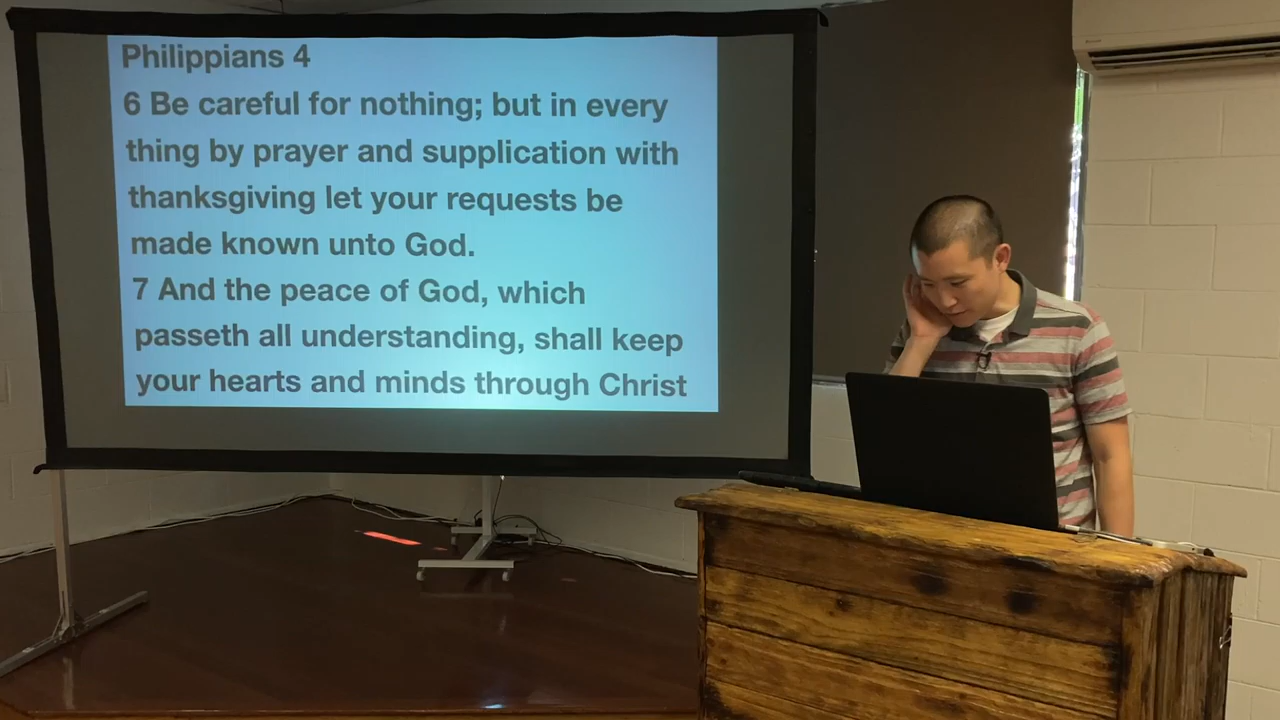 Philippians 4
6 Be careful for nothing; but in every
thing by prayer and supplication with
thanksgiving let your requests be
made known unto God.
7 And the peace of God, which
passeth all understanding, shall keep
your hearts and minds through Christ